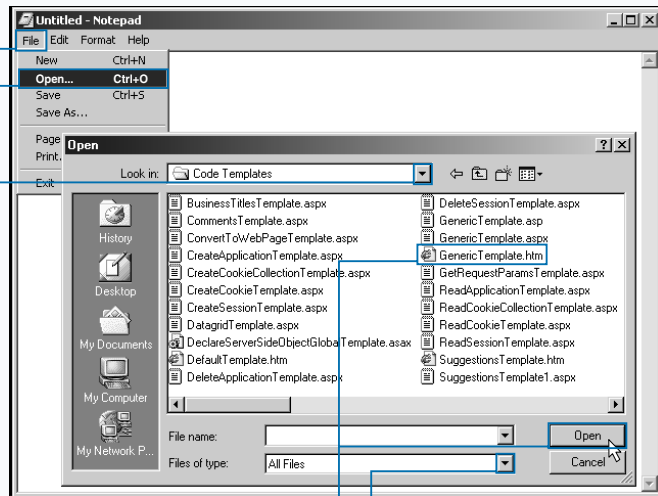 Untitled - Notepad
File Edit Format Help
New Ctrl+N
Open... Ctrl+O
Save Ctrl+S
Save As...
Page
Print.
Exit
Open
Look in: Code Templates
History
Desktop
My Documents
My Computer
My Network P...
BusinessTitlesTemplate.aspx
CommentsTemplate.aspx
ConvertToWebPageTemplate.aspx
CreateApplicationTemplate.aspx
CreateCookieCollectionTemplate.aspx
CreateCookieTemplate.aspx
CreateSessionTemplate.aspx
DatagridTemplate.aspx
DeclareServerSideObjectGlobalTemplate.asax
DefaultTemplate.htm
DeleteApplicationTemplate.aspx
DeleteSessionTemplate.aspx
GenericTemplate.asp
GenericTemplate.aspx
GenericTemplate.htm
GetRequestParamsTemplate.aspx
ReadApplicationTemplate.aspx
ReadCookieCollectionTemplate.aspx
ReadCookieTemplate.aspx
ReadSessionTemplate.aspx
SuggestionsTemplate.htm
SuggestionsTemplate1.aspx
File name: Open
Files of type: All Files Cancel